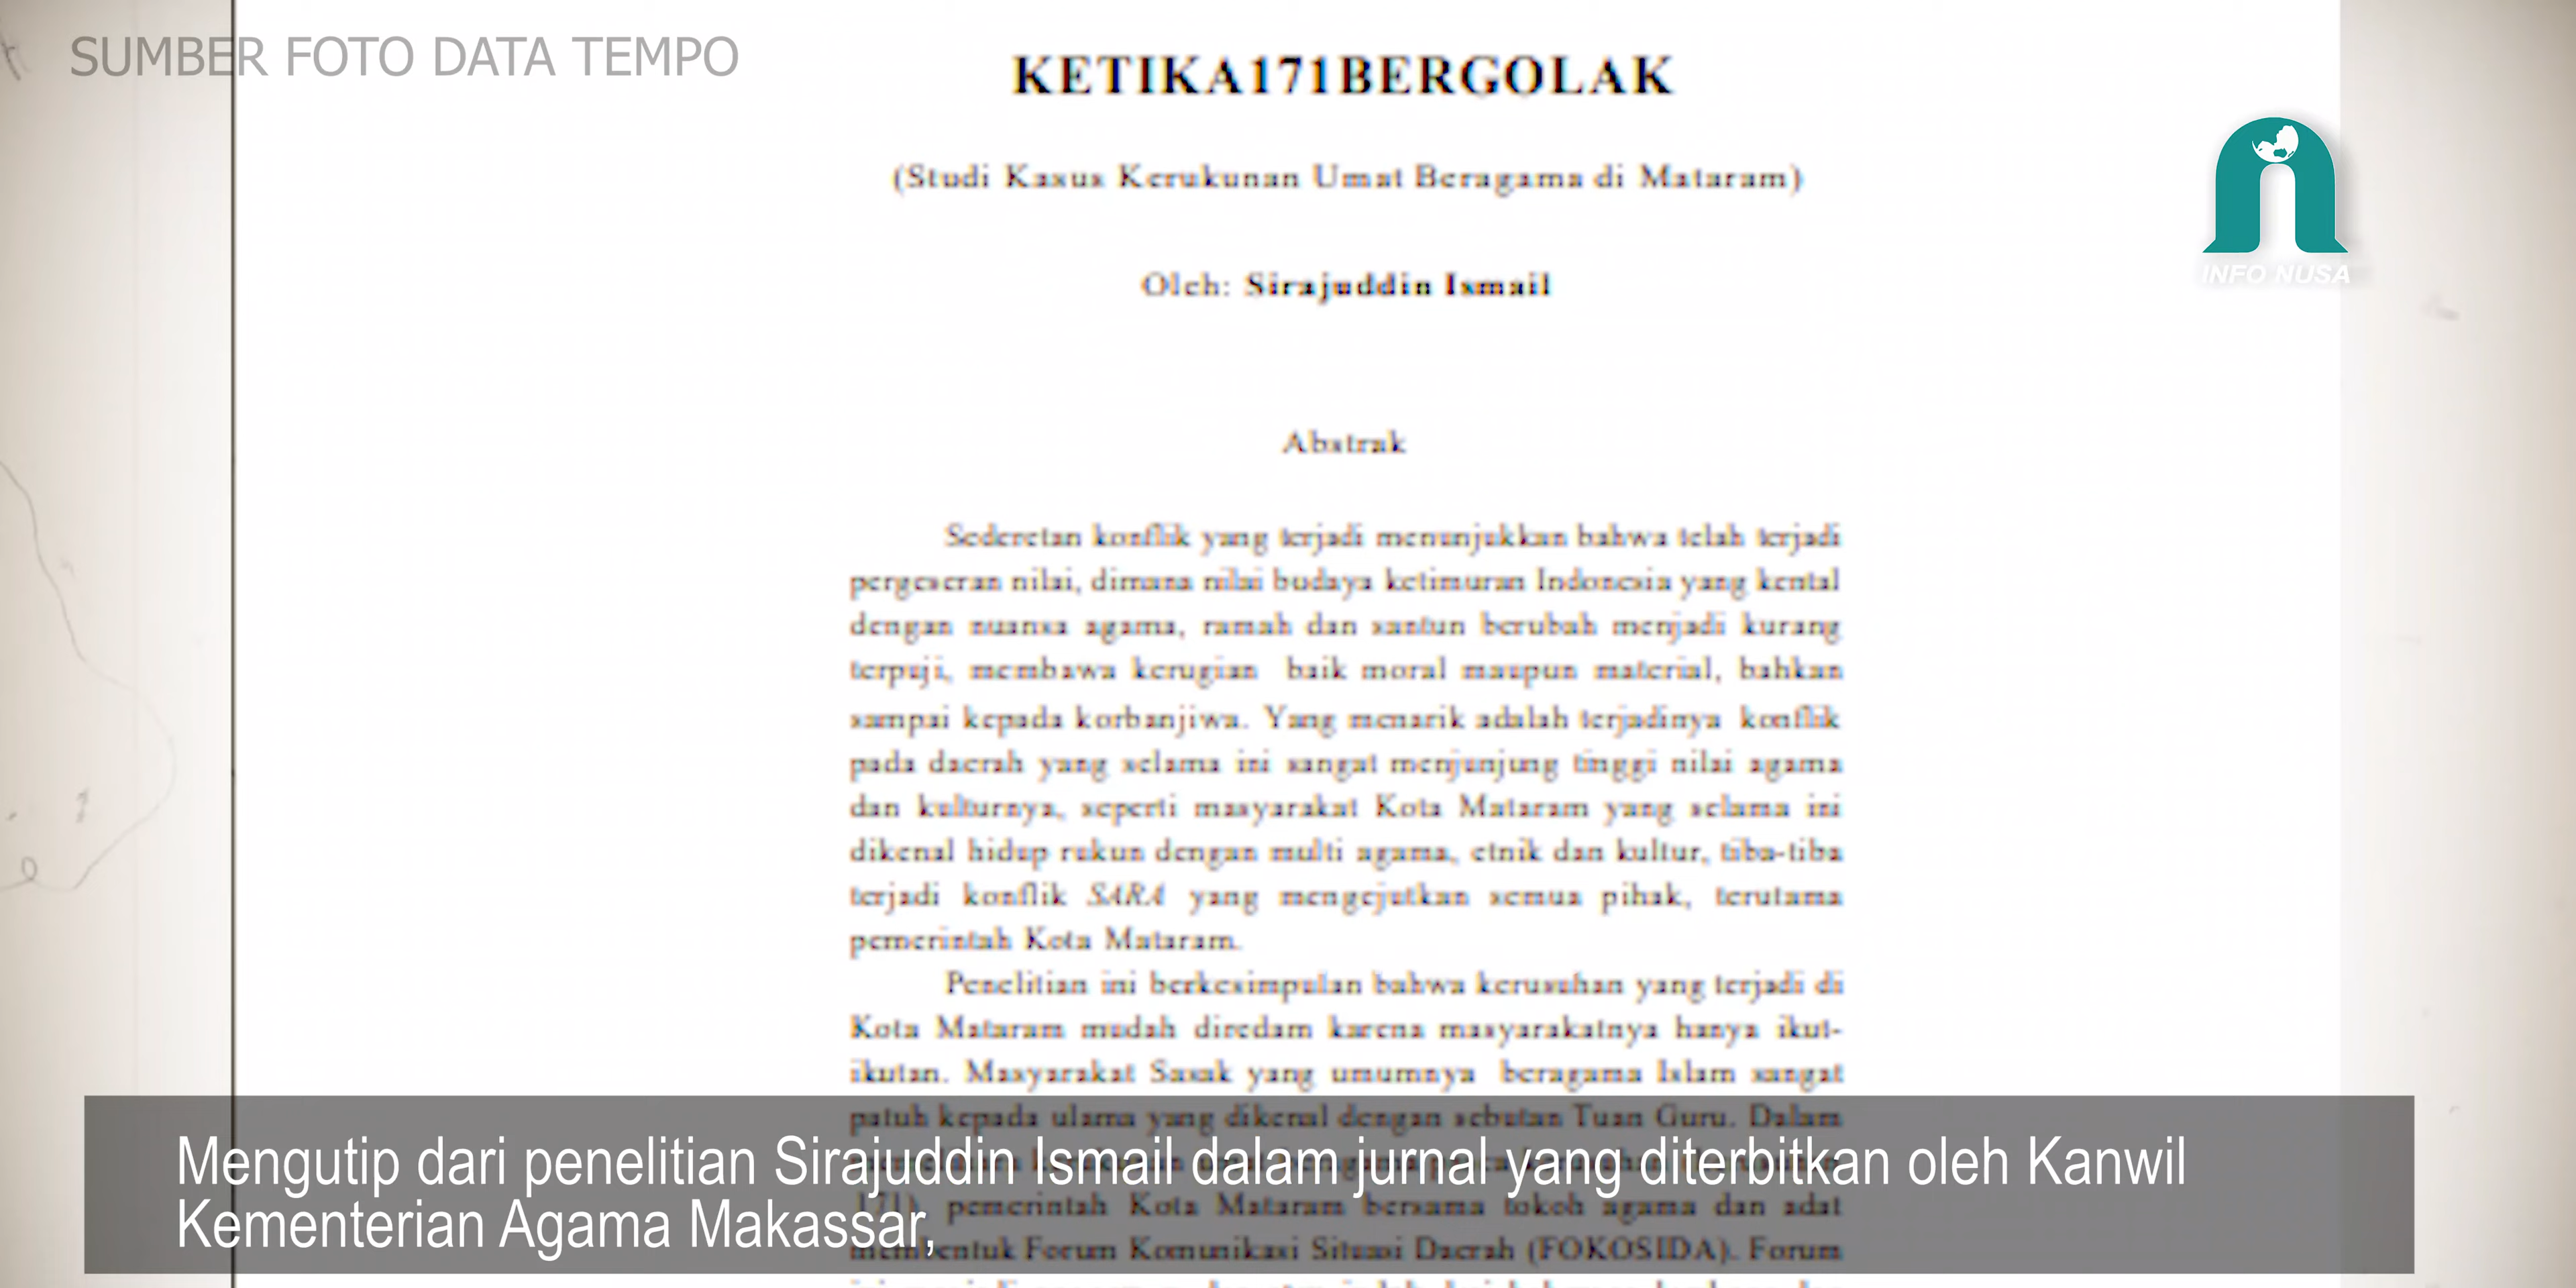 SUMBER FOTO DATA TEMPO
KETIKA171BERGOLAK
(Studi Kasus Kerukunan Umat Beragama di Mataram)
INFO NUSA
Oleh: Sirajuddin Ismail
Abstrak
Sederetan konflik yang terjadi menunjukkan bahwa telah terjadi
pergeseran nilai, dimana nilai budaya ketimuran Indonesia yang kental
dengan nuansa agama, ramah dan santun berubah menjadi kurang
terpuji, membawa kerugian baik moral maupun material, bahkan
sampai kepada korbanjiwa. Yang menarik adalah terjadinya konflik
pada daerah yang selama ini sangat menjunjung tinggi nilai agama
dan kulturnya, seperti masyarakat Kota Mataram yang selama ini
dikenal hidup rukun dengan multi agama, etnik dan kultur, tiba-tiba
terjadi konflik SARA yang mengejutkan semua pihak, terutama
pemerintah Kota Mataram.
Penelitian ini berkesimpulan bahwa kerusuhan yang terjadi di
Kota Mataram mudah diredam karena masyarakatnya hanya ikut-
ikutan. Masyarakat Sasak yang umumnya beragama Islam sangat
patuh kepada ulama yang dikenal dengan sebutan Tuan Guru. Dalam
171), pemerintah Kota Mataram bersama tokoh agama dan adat
membentuk Forum Komunikasi Situasi Daerah (FOKOSIDA). Forum
Mengutip dari penelitian Sirajuddin Ismail dalam jurnal yang diterbitkan oleh Kanwil
Kementerian Agama Makassar,